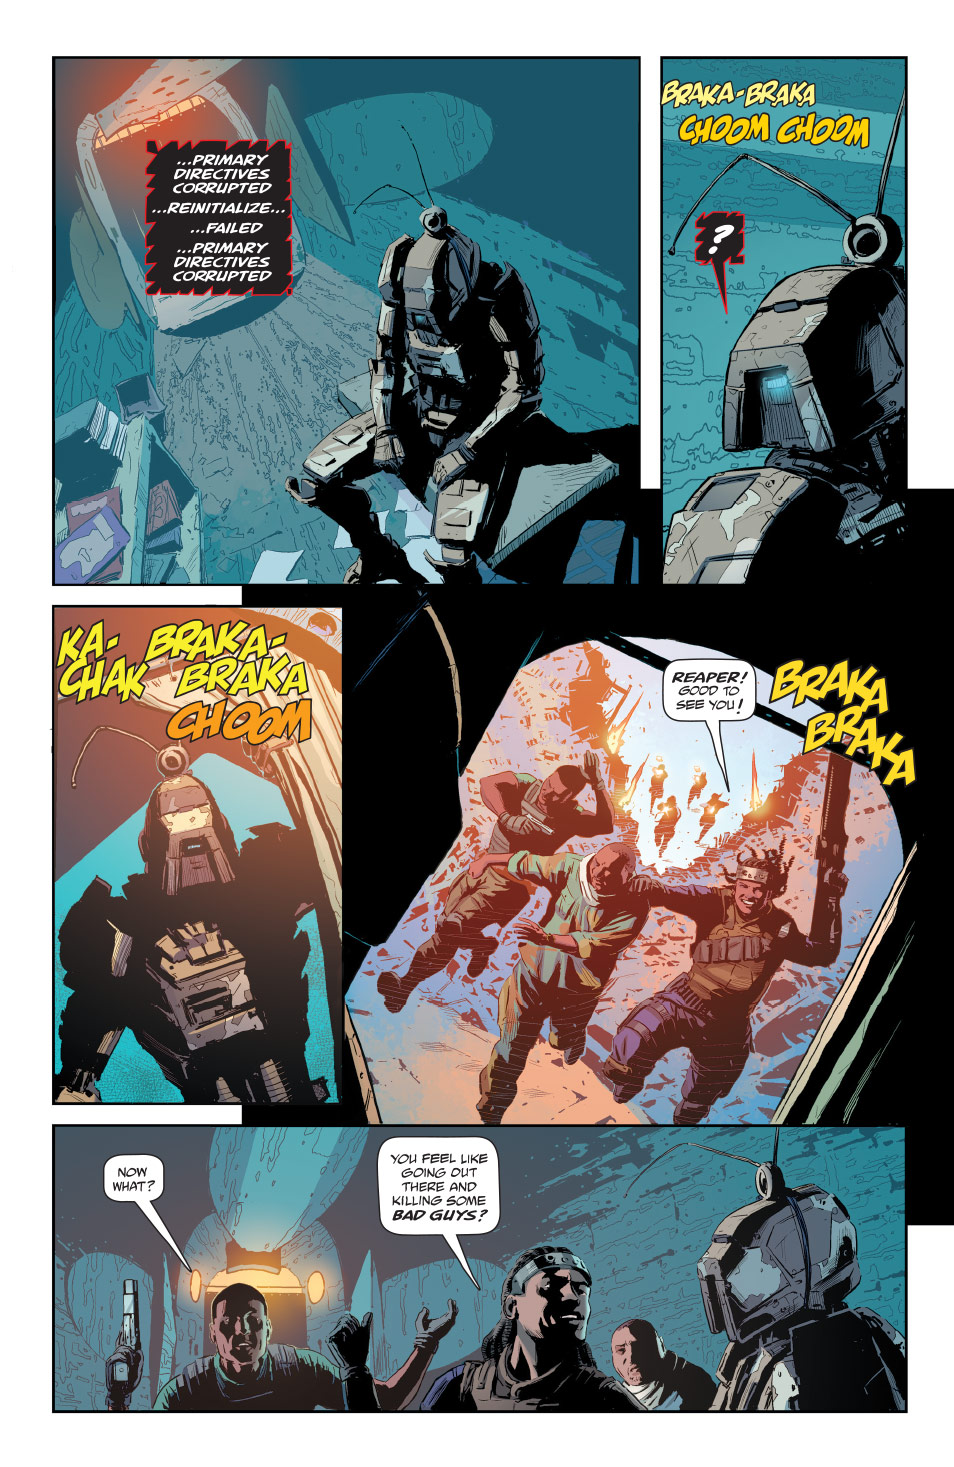 ...PRIMARY
DIRECTIVES
CORRUPTED
...REINITIALIZE...
...FAILED
...PRIMARY
DIRECTIVES
CORRUPTED
BRAKA-BRAKA
CHOOM CHOOM
?
KA-
CHAK
BRAKA-
BRAKA
CHOOM
REAPER!
GOOD TO
SEE YOU!
BRAKA
BRAKA
NOW
WHAT?
YOU FEEL LIKE
GOING OUT
THERE AND
KILLING SOME
BAD GUYS?